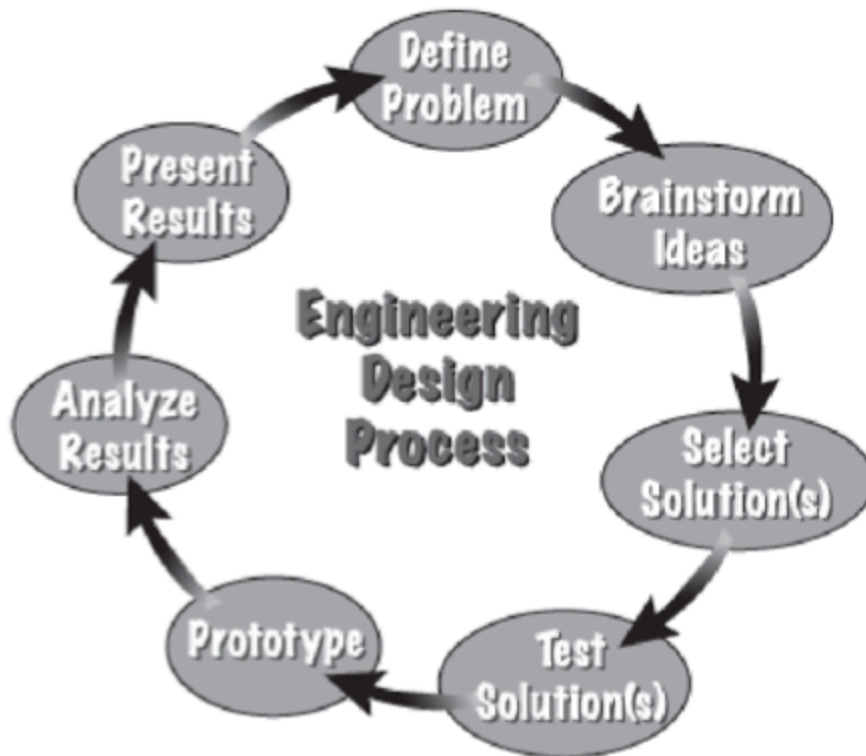 Define
Problem
Brainstorm
Ideas
Select
Solution(s)
Test
Solution(s)
Prototype
Analyze
Results
Present
Results
Engineering
Design
Process